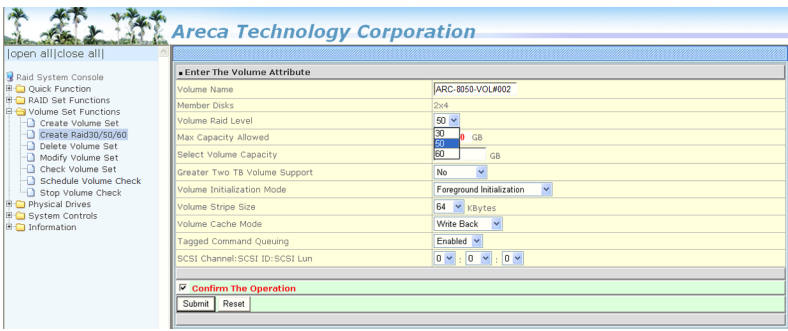 Areca Technology Corporation
|open all|close all|
Raid System Console
Quick Function
RAID Set Functions
Volume Set Functions
Create Volume Set
Create Raid30/50/60
Delete Volume Set
Modify Volume Set
Check Volume Set
Schedule Volume Check
Stop Volume Check
Physical Drives
System Controls
Information
Enter The Volume Attribute
Volume Name ARC-8050-VOL#002
Member Disks 2x4
Volume Raid Level 50
30
50
60
Max Capacity Allowed 0 GB
Select Volume Capacity GB
Greater Two TB Volume Support No
Volume Initialization Mode Foreground Initialization
Volume Stripe Size 64 KBytes
Volume Cache Mode Write Back
Tagged Command Queuing Enabled
SCSI Channel:SCSI ID:SCSI Lun 0 : 0 : 0
Confirm The Operation
Submit Reset